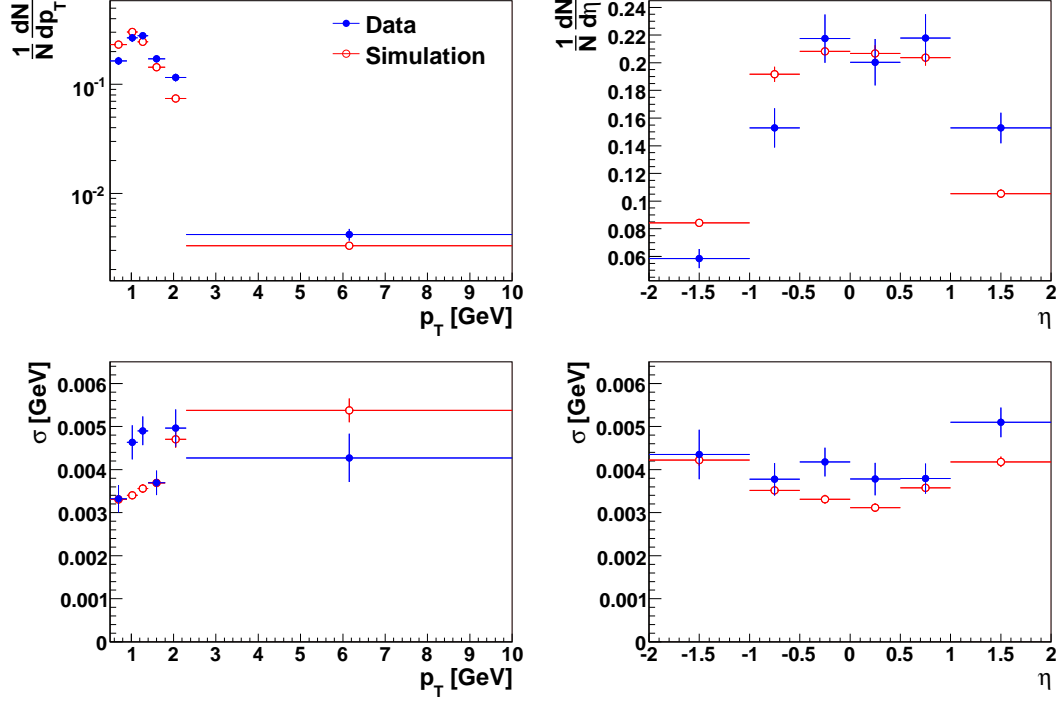 1/N dN/dp_T
Data
Simulation
10^-1
10^-2
1 2 3 4 5 6 7 8 9 10
p_T [GeV]
1/N dN/dη
0.24
0.22
0.2
0.18
0.16
0.14
0.12
0.1
0.08
0.06
-2 -1.5 -1 -0.5 0 0.5 1 1.5 2
η
σ [GeV]
0.006
0.005
0.004
0.003
0.002
0.001
0
1 2 3 4 5 6 7 8 9 10
p_T [GeV]
σ [GeV]
0.006
0.005
0.004
0.003
0.002
0.001
0
-2 -1.5 -1 -0.5 0 0.5 1 1.5 2
η